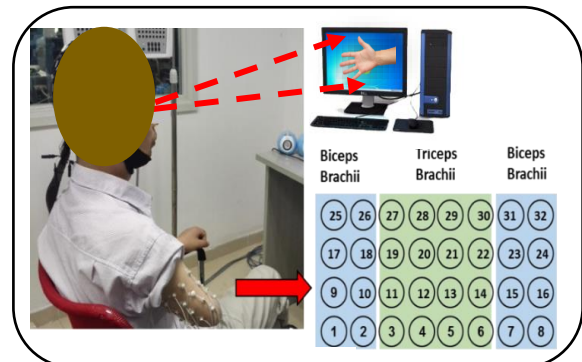 Biceps Brachii
Triceps Brachii
Biceps Brachii
25 26 27 28 29 30 31 32
17 18 19 20 21 22 23 24
9 10 11 12 13 14 15 16
1 2 3 4 5 6 7 8